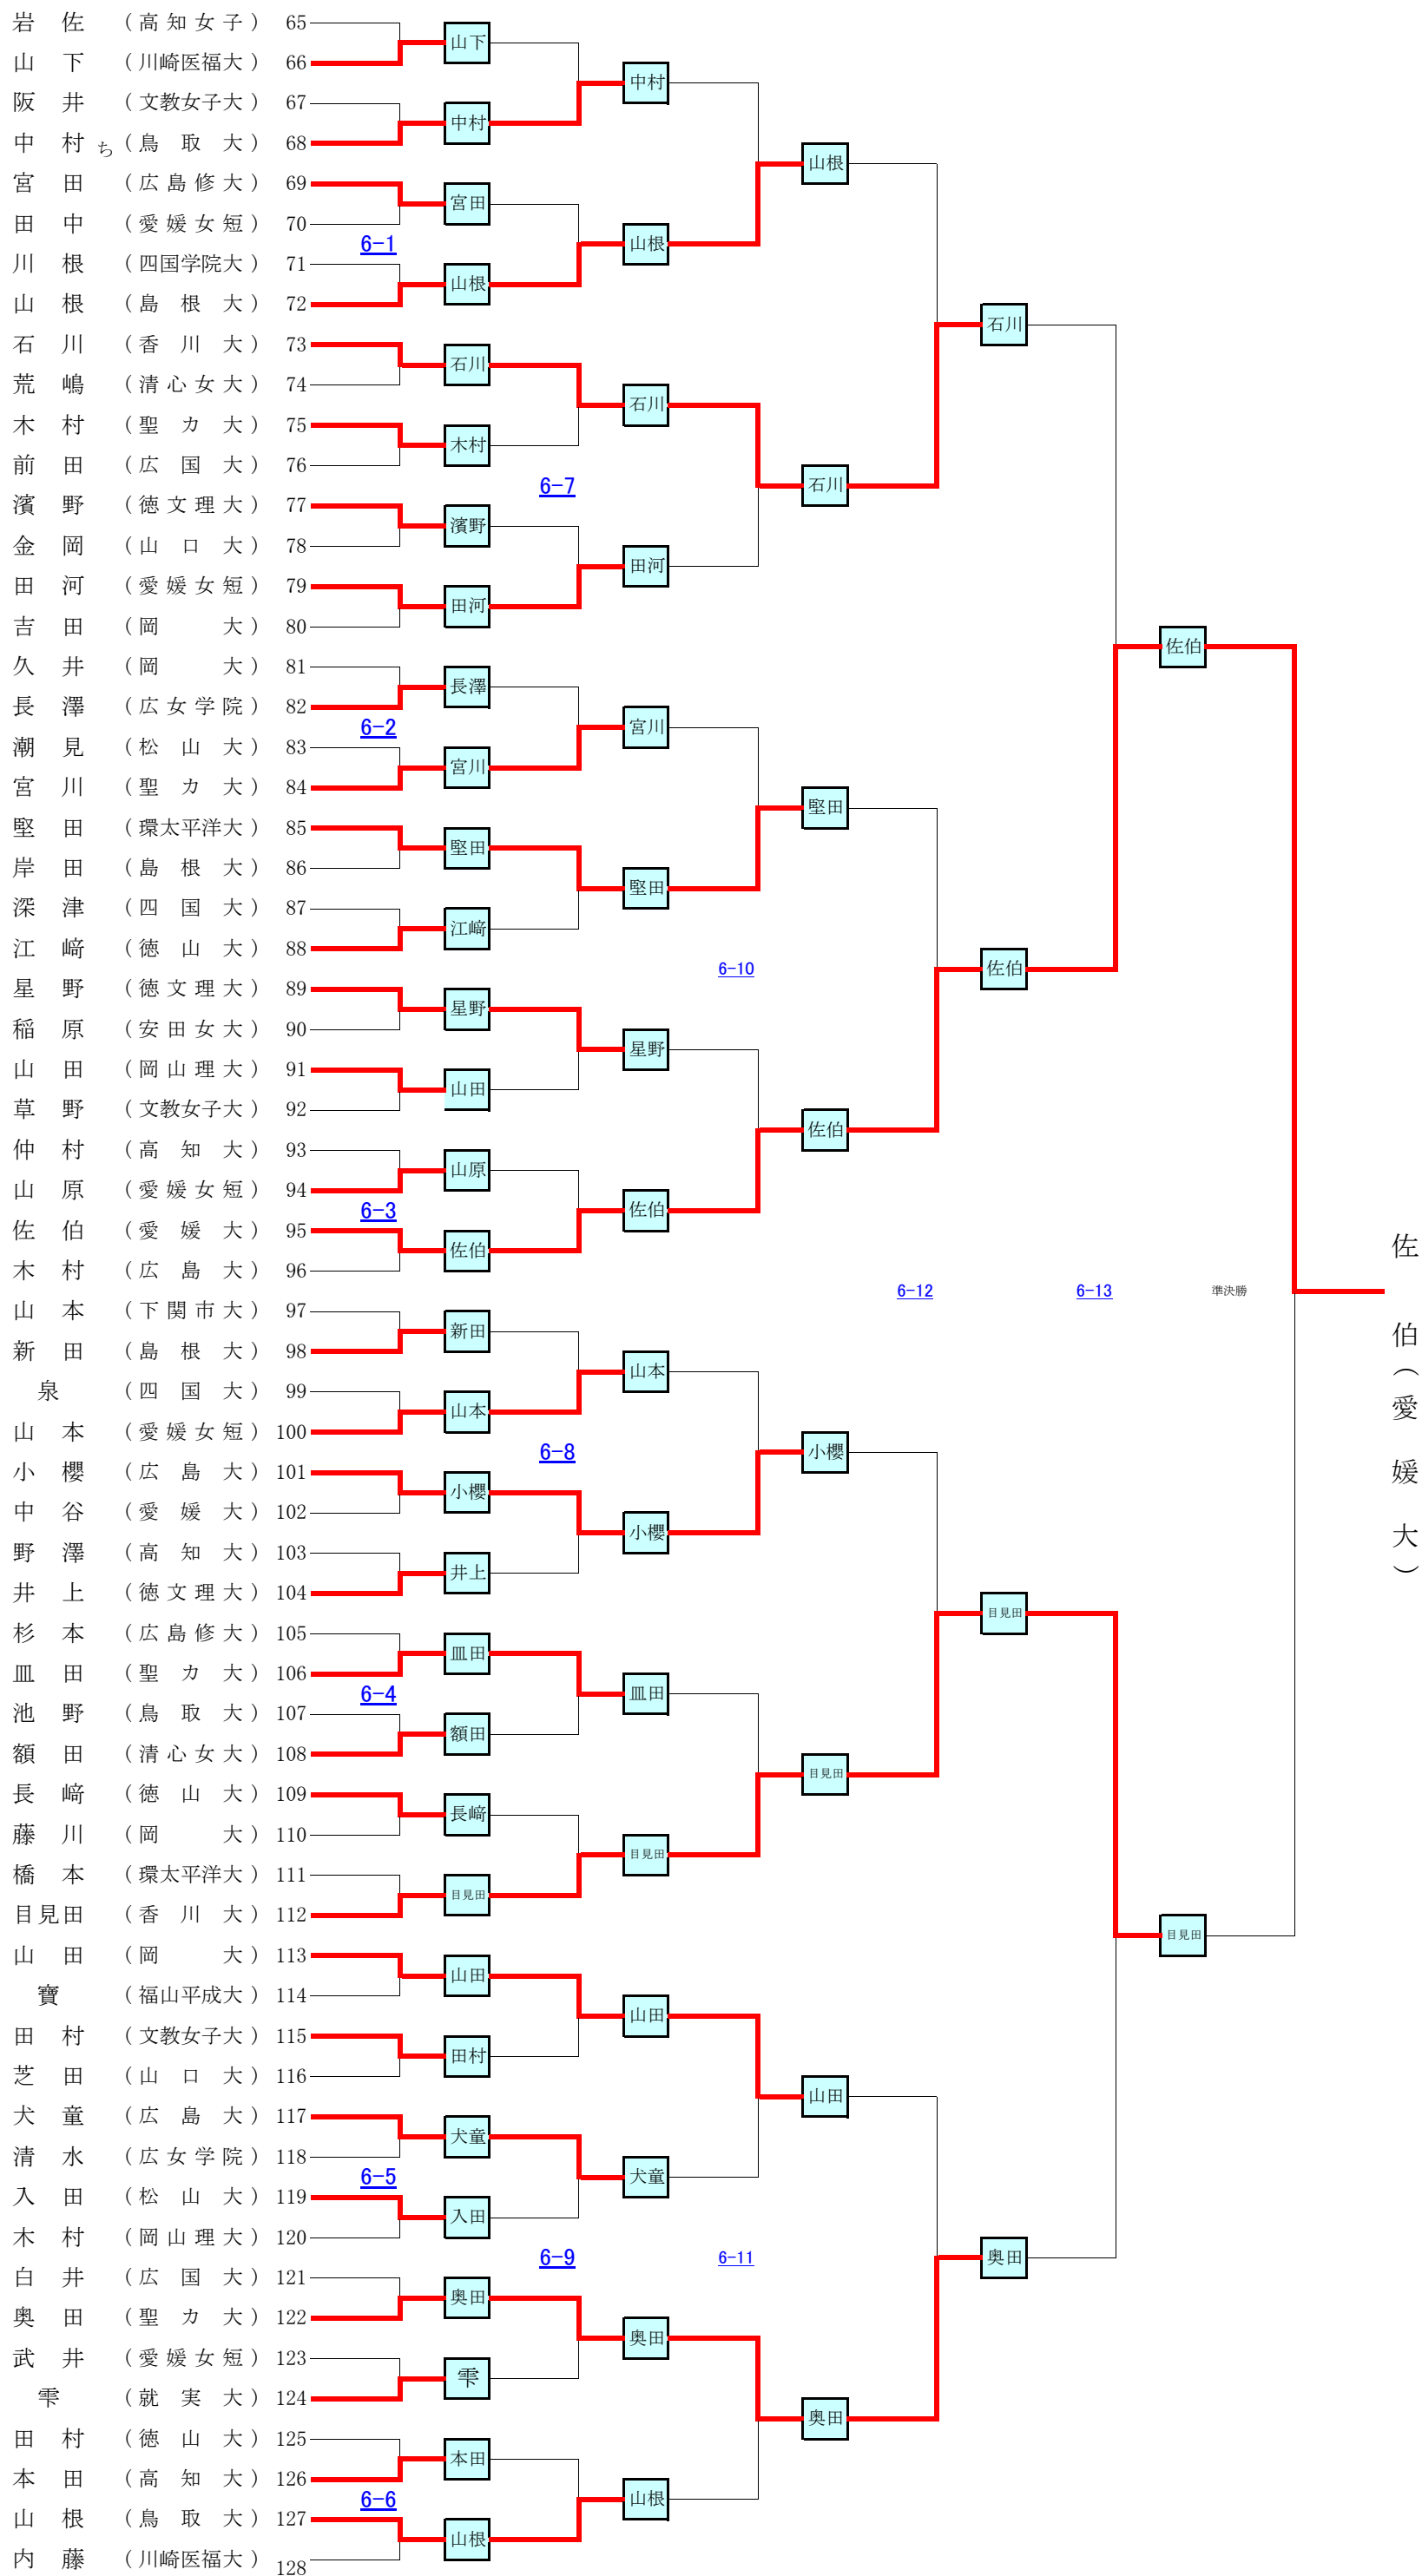 岩佐（高知女子）65
山下（川崎医福大）66
阪井（文教女子大）67
中村ち（鳥取大）68
宮田（広島修大）69
田中（愛媛女短）70
川根（四国学院大）71
山根（島根大）72
石川（香川大）73
荒嶋（清心女大）74
木村（聖カ大）75
前田（広国大）76
濱野（徳文理大）77
金岡（山口大）78
田河（愛媛女短）79
吉田（岡大）80
久井（岡大）81
長澤（広女学院）82
潮見（松山大）83
宮川（聖カ大）84
堅田（環太平洋大）85
岸田（島根大）86
深津（四国大）87
江﨑（徳山大）88
星野（徳文理大）89
稲原（安田女大）90
山田（岡山理大）91
草野（文教女子大）92
仲村（高知大）93
山原（愛媛女短）94
佐伯（愛媛大）95
木村（広島大）96
山本（下関市大）97
新田（島根大）98
泉（四国大）99
山本（愛媛女短）100
小櫻（広島大）101
中谷（愛媛大）102
野澤（高知大）103
井上（徳文理大）104
杉本（広島修大）105
皿田（聖カ大）106
池野（鳥取大）107
額田（清心女大）108
長﨑（徳山大）109
藤川（岡大）110
橋本（環太平洋大）111
目見田（香川大）112
山田（岡大）113
寶（福山平成大）114
田村（文教女子大）115
芝田（山口大）116
犬童（広島大）117
清水（広女学院）118
入田（松山大）119
木村（岡山理大）120
白井（広国大）121
奥田（聖カ大）122
武井（愛媛女短）123
雫（就実大）124
田村（徳山大）125
本田（高知大）126
山根（鳥取大）127
内藤（川崎医福大）128
山下
中村
宮田
6-1
山根
石川
木村
濱野
田河
長澤
6-2
宮川
堅田
江﨑
星野
山田
山原
6-3
佐伯
新田
山本
小櫻
井上
皿田
6-4
額田
長﨑
目見田
山田
田村
犬童
6-5
入田
奥田
雫
本田
6-6
山根
中村
山根
石川
6-7
田河
宮川
堅田
星野
佐伯
山本
6-8
小櫻
皿田
目見田
山田
犬童
6-9
奥田
山根
山根
石川
堅田
6-10
佐伯
小櫻
目見田
山田
6-11
奥田
石川
佐伯
6-12
目見田
奥田
佐伯
6-13
目見田
準決勝
佐伯（愛媛大）